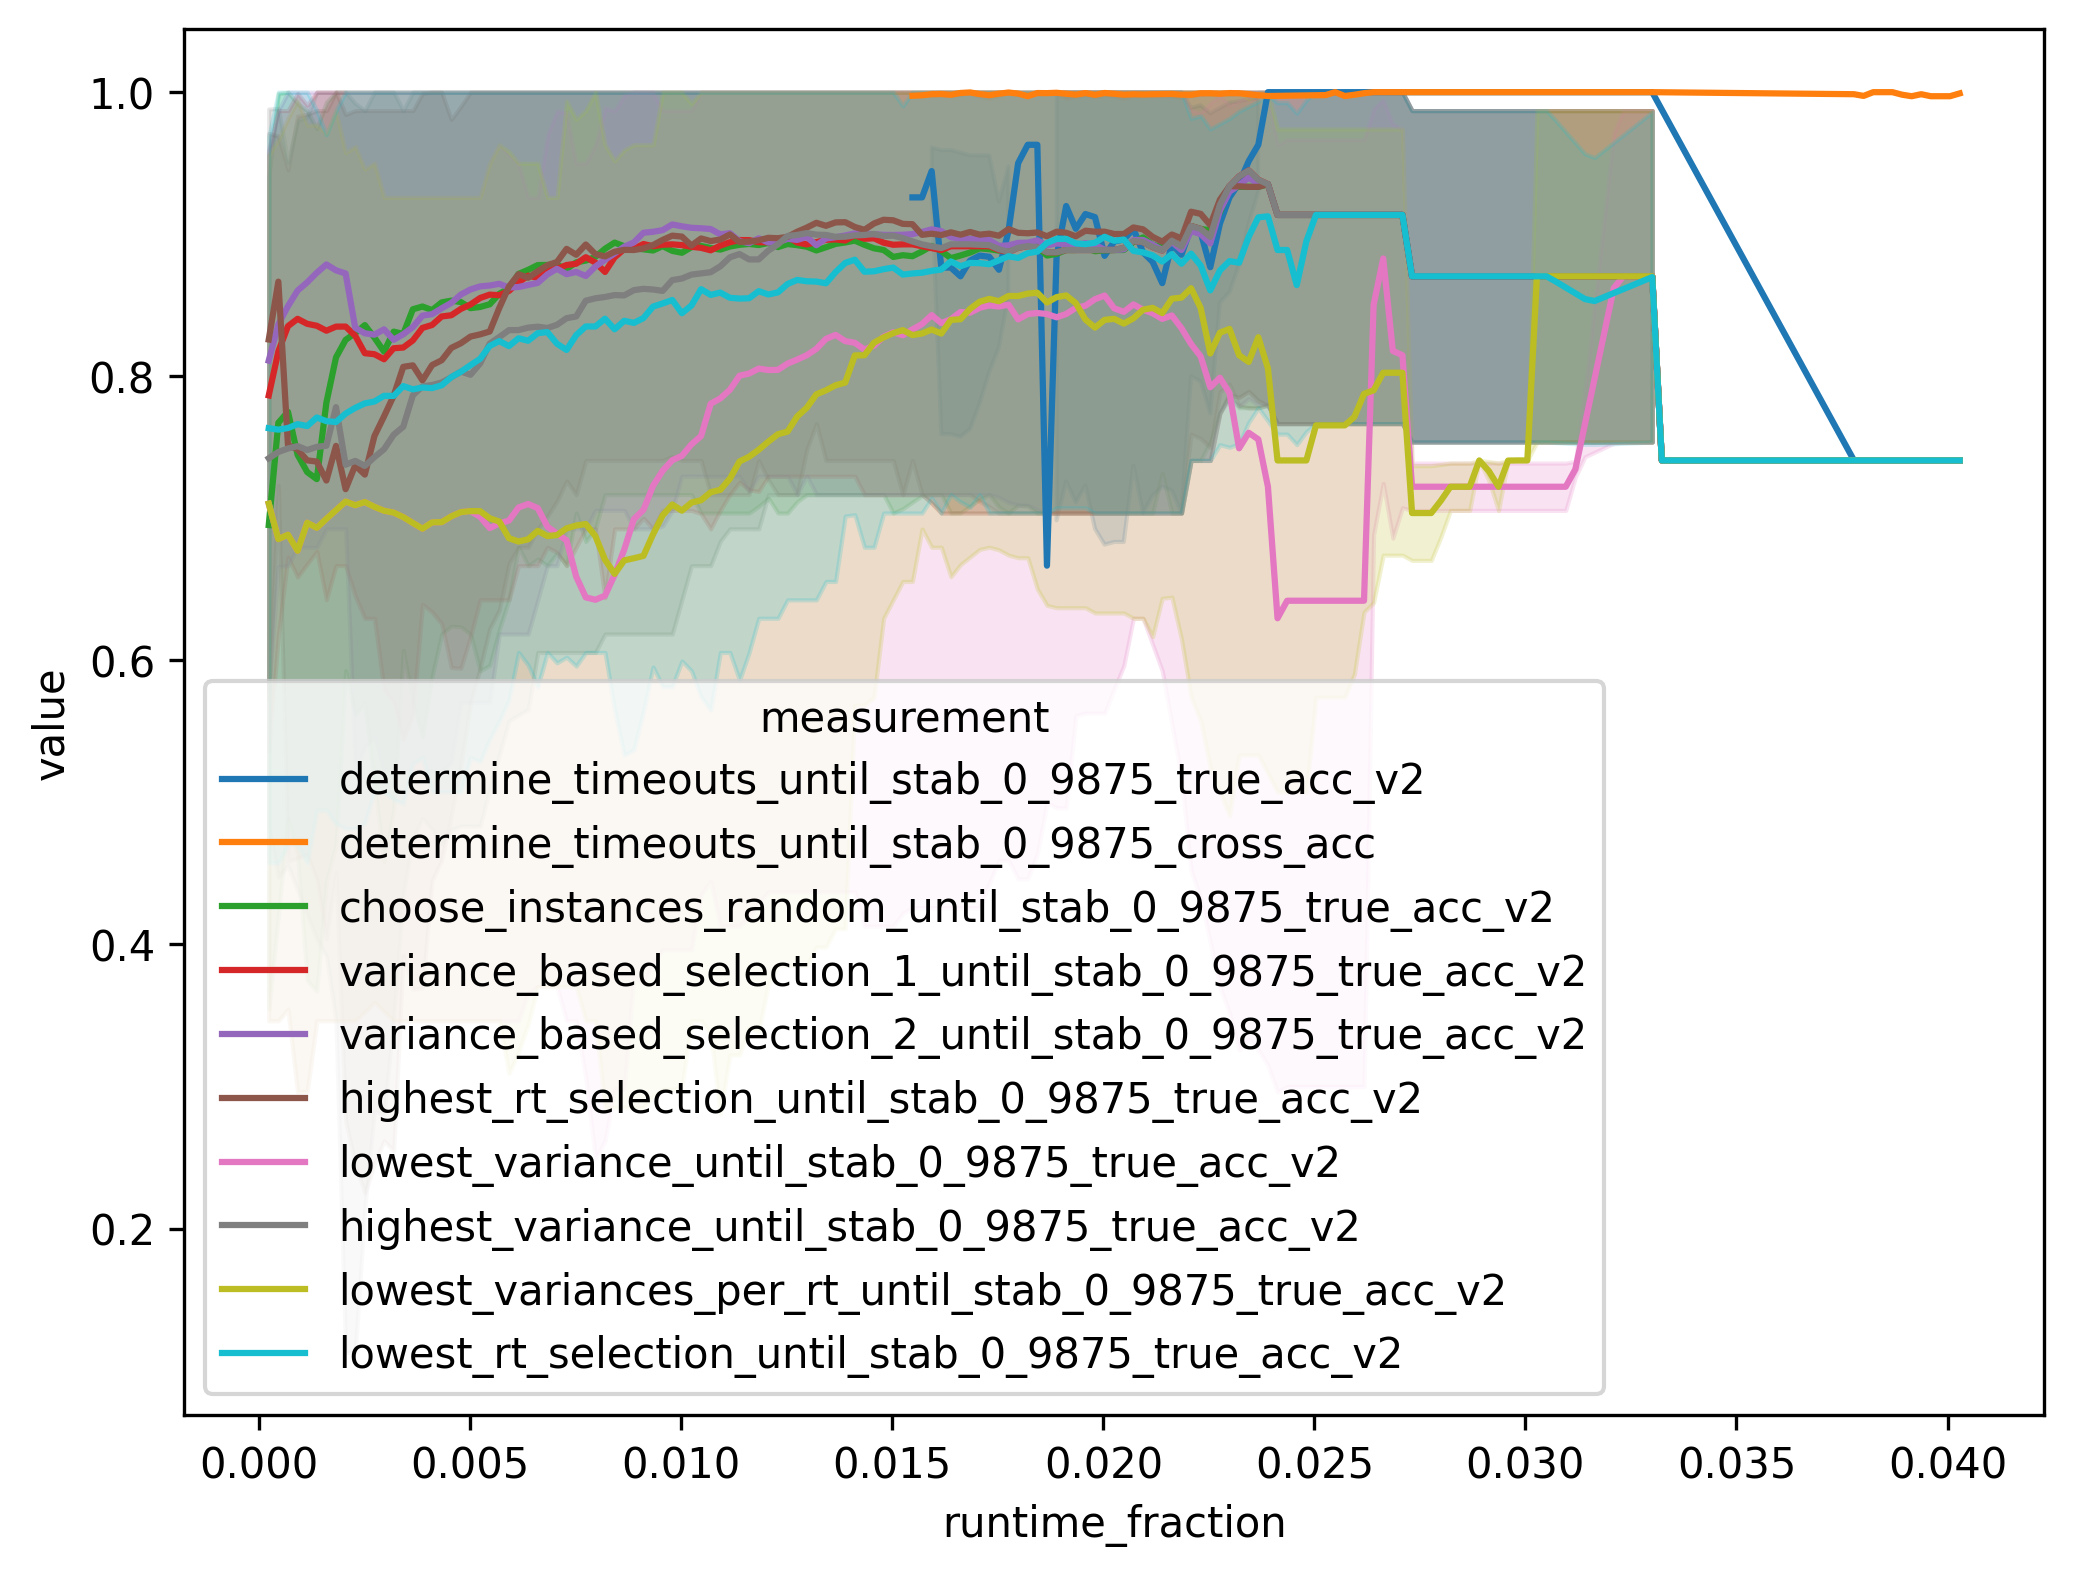 1.0
0.8
0.6
0.4
0.2
value
measurement
determine_timeouts_until_stab_0_9875_true_acc_v2
determine_timeouts_until_stab_0_9875_cross_acc
choose_instances_random_until_stab_0_9875_true_acc_v2
variance_based_selection_1_until_stab_0_9875_true_acc_v2
variance_based_selection_2_until_stab_0_9875_true_acc_v2
highest_rt_selection_until_stab_0_9875_true_acc_v2
lowest_variance_until_stab_0_9875_true_acc_v2
highest_variance_until_stab_0_9875_true_acc_v2
lowest_variances_per_rt_until_stab_0_9875_true_acc_v2
lowest_rt_selection_until_stab_0_9875_true_acc_v2
0.000 0.005 0.010 0.015 0.020 0.025 0.030 0.035 0.040
runtime_fraction